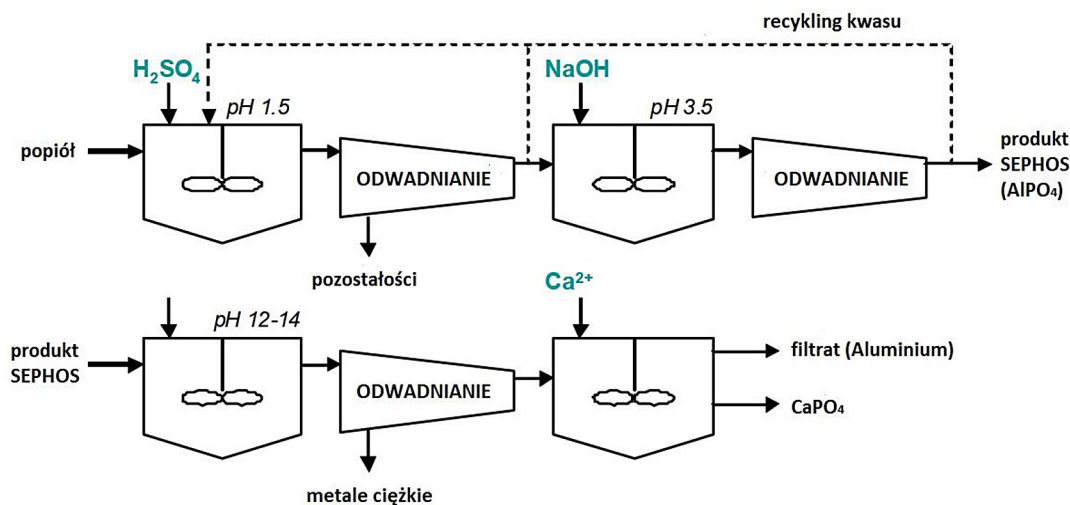 recykling kwasu
H₂SO₄
NaOH
pH 1.5
pH 3.5
popiół
ODWADNIANIE
ODWADNIANIE
produkt
SEPHOS
(AlPO₄)
pozostałości
Ca²⁺
pH 12-14
produkt
SEPHOS
ODWADNIANIE
filtrat (Aluminium)
CaPO₄
metale ciężkie